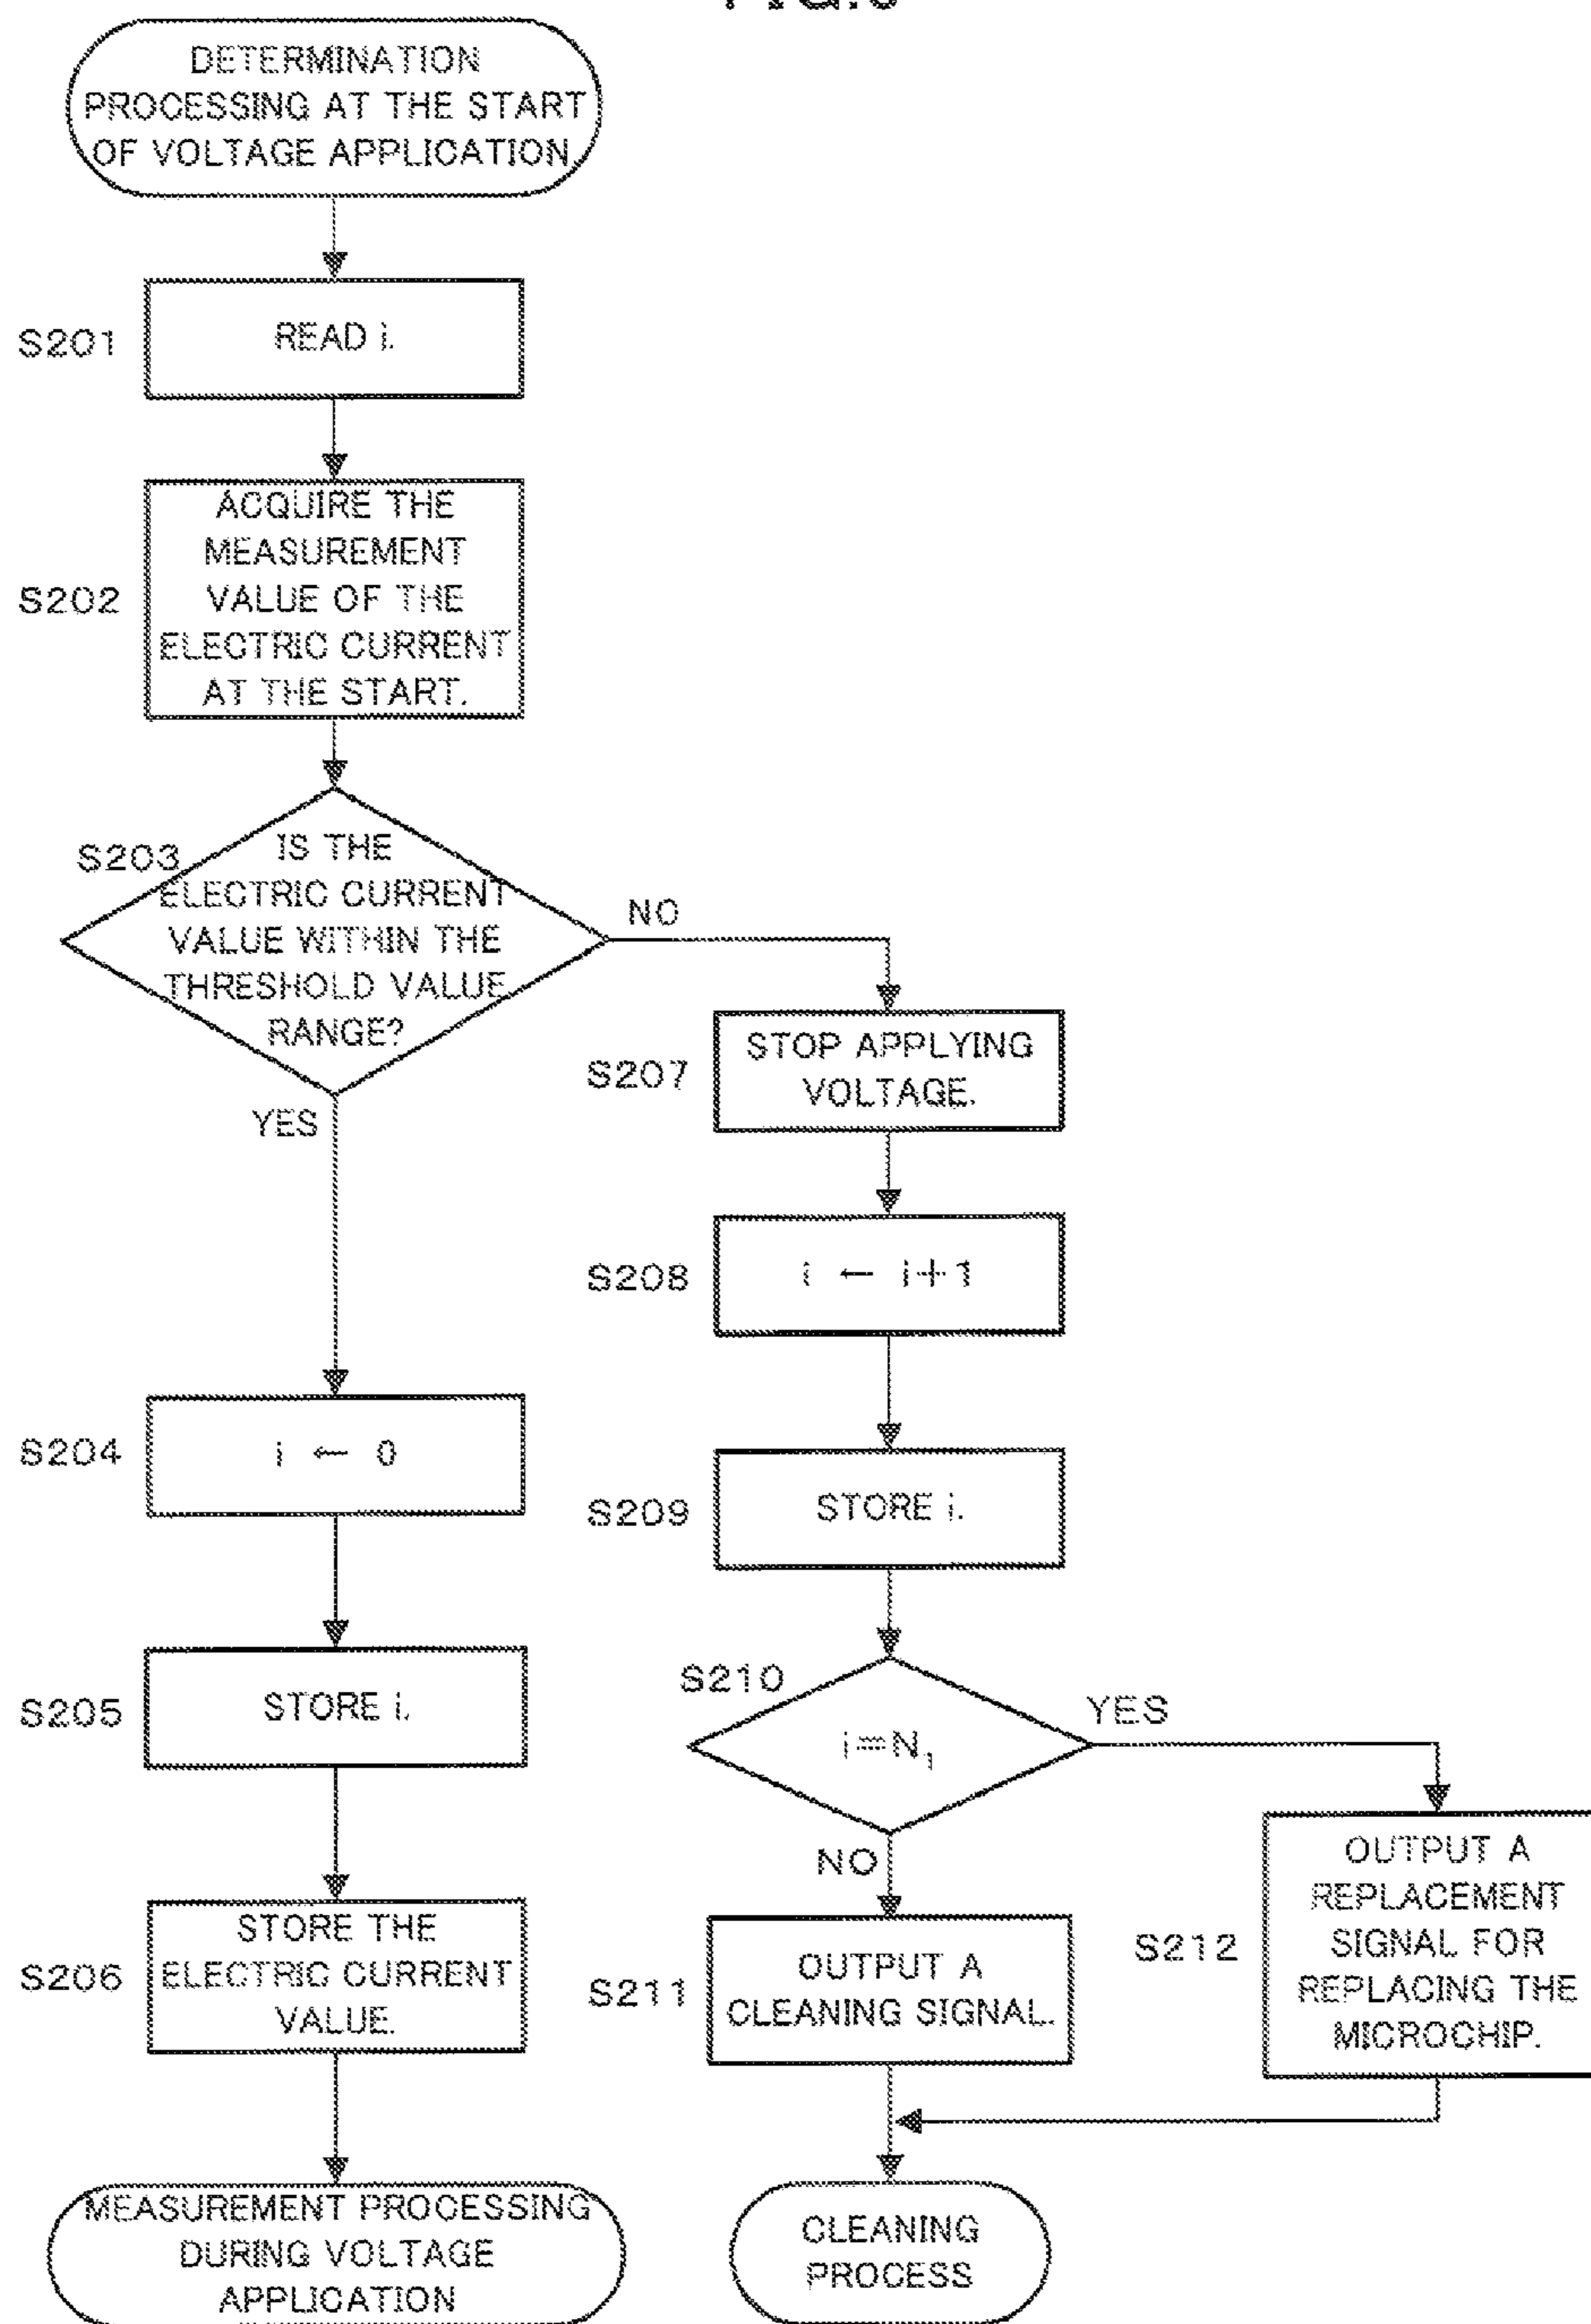 DETERMINATION
PROCESSING AT THE START
OF VOLTAGE APPLICATION
S201
READ i.
S202
ACQUIRE THE
MEASUREMENT
VALUE OF THE
ELECTRIC CURRENT
AT THE START.
S203
IS THE
ELECTRIC CURRENT
VALUE WITHIN THE
THRESHOLD VALUE
RANGE?
NO
YES
S207
STOP APPLYING
VOLTAGE.
S208
i ← i+1
S204
i ← 0
S209
STORE i.
S205
STORE i.
S210
i=N₁
YES
NO
S206
STORE THE
ELECTRIC CURRENT
VALUE.
S211
OUTPUT A
CLEANING SIGNAL.
S212
OUTPUT A
REPLACEMENT
SIGNAL FOR
REPLACING THE
MICROCHIP.
MEASUREMENT PROCESSING
DURING VOLTAGE
APPLICATION
CLEANING
PROCESS